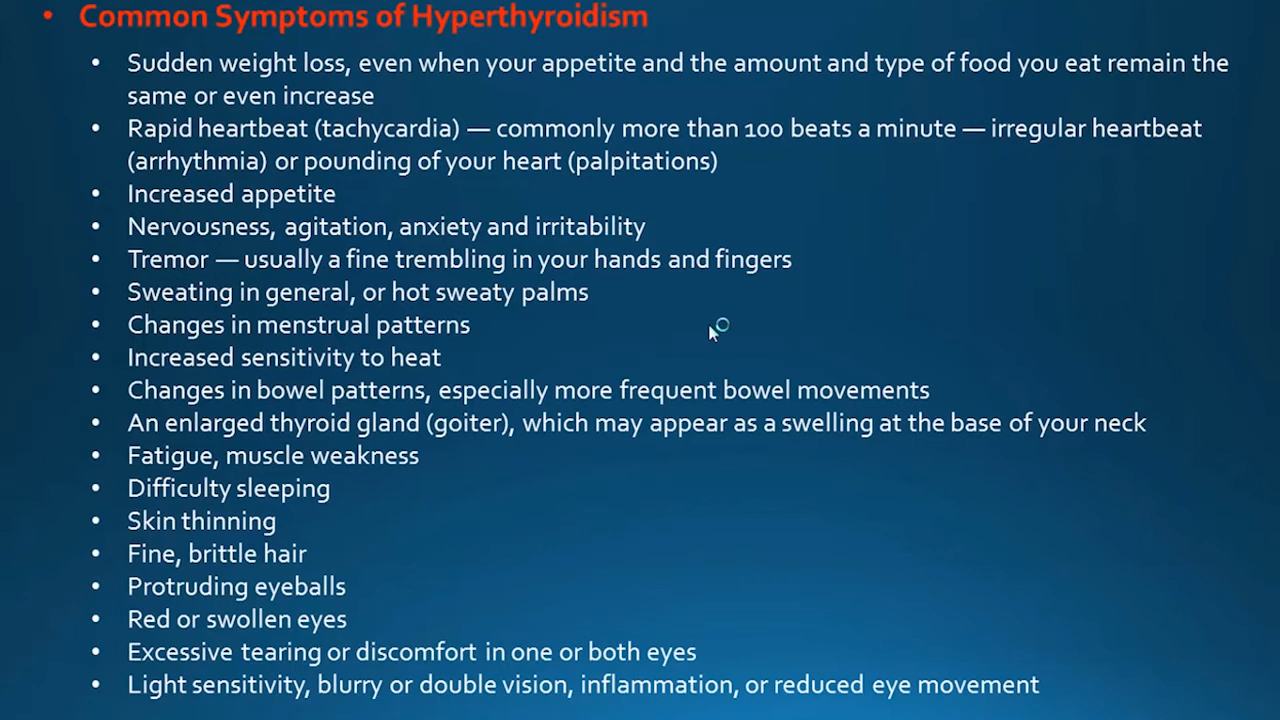 • Common Symptoms of Hyperthyroidism
• Sudden weight loss, even when your appetite and the amount and type of food you eat remain the
same or even increase
• Rapid heartbeat (tachycardia) — commonly more than 100 beats a minute — irregular heartbeat
(arrhythmia) or pounding of your heart (palpitations)
• Increased appetite
• Nervousness, agitation, anxiety and irritability
• Tremor — usually a fine trembling in your hands and fingers
• Sweating in general, or hot sweaty palms
• Changes in menstrual patterns
• Increased sensitivity to heat
• Changes in bowel patterns, especially more frequent bowel movements
• An enlarged thyroid gland (goiter), which may appear as a swelling at the base of your neck
• Fatigue, muscle weakness
• Difficulty sleeping
• Skin thinning
• Fine, brittle hair
• Protruding eyeballs
• Red or swollen eyes
• Excessive tearing or discomfort in one or both eyes
• Light sensitivity, blurry or double vision, inflammation, or reduced eye movement